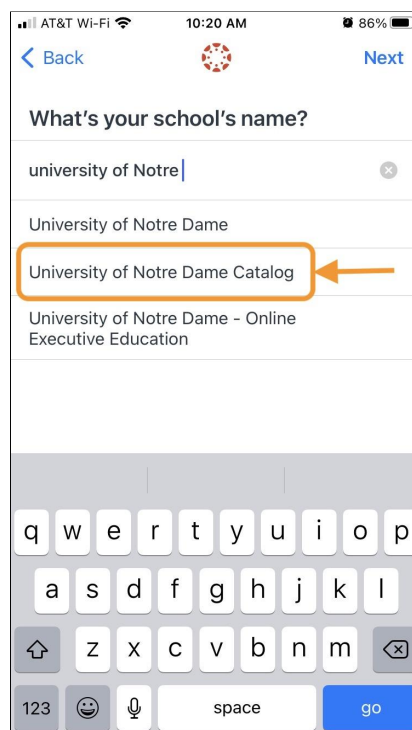 AT&T Wi-Fi 10:20 AM 86%
Back Next
What's your school's name?
university of Notre
University of Notre Dame
University of Notre Dame Catalog
University of Notre Dame - Online
Executive Education
q w e r t y u i o p
a s d f g h j k l
z x c v b n m
123 space go